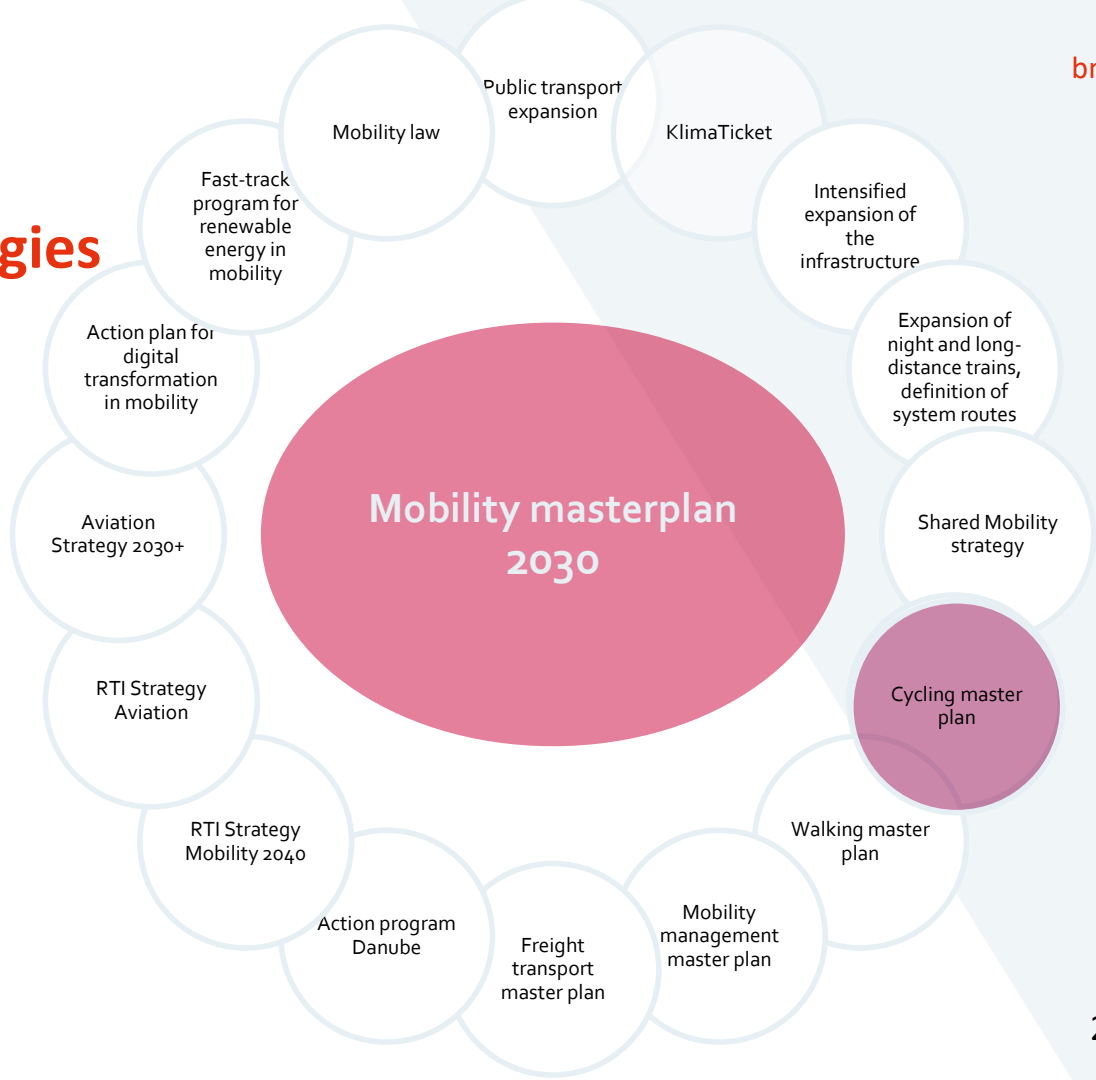 br
gies
Public transport
expansion
KlimaTicket
Intensified
expansion of
the
infrastructure
Expansion of
night and long-
distance trains,
definition of
system routes
Shared Mobility
strategy
Cycling master
plan
Walking master
plan
Mobility
management
master plan
Freight
transport
master plan
Action program
Danube
RTI Strategy
Mobility 2040
RTI Strategy
Aviation
Aviation
Strategy 2030+
Action plan for
digital
transformation
in mobility
Fast-track
program for
renewable
energy in
mobility
Mobility law
Mobility masterplan
2030